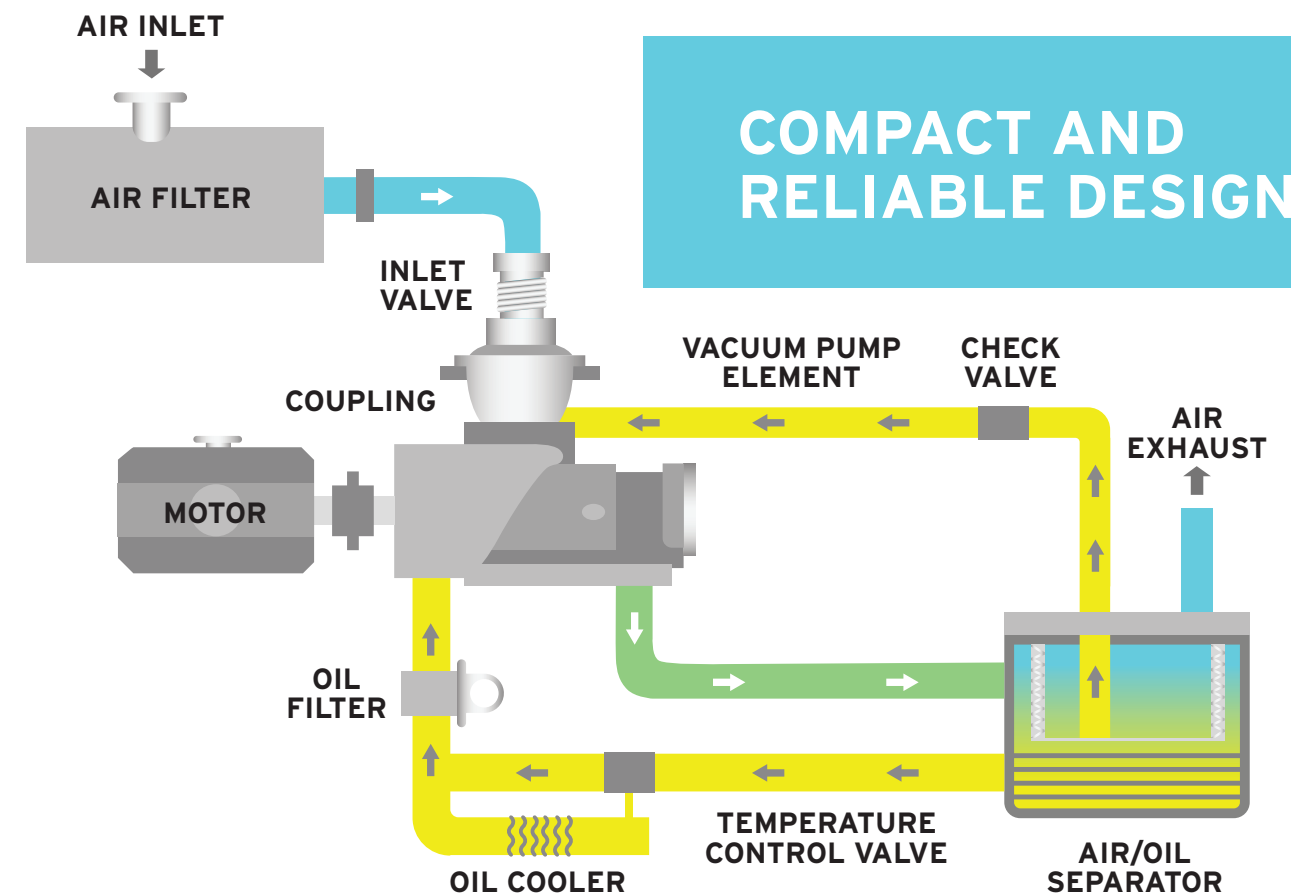 AIR INLET
COMPACT AND
RELIABLE DESIGN
AIR FILTER
INLET
VALVE
VACUUM PUMP
ELEMENT
CHECK
VALVE
COUPLING
AIR
EXHAUST
MOTOR
OIL
FILTER
TEMPERATURE
CONTROL VALVE
OIL COOLER
AIR/OIL
SEPARATOR